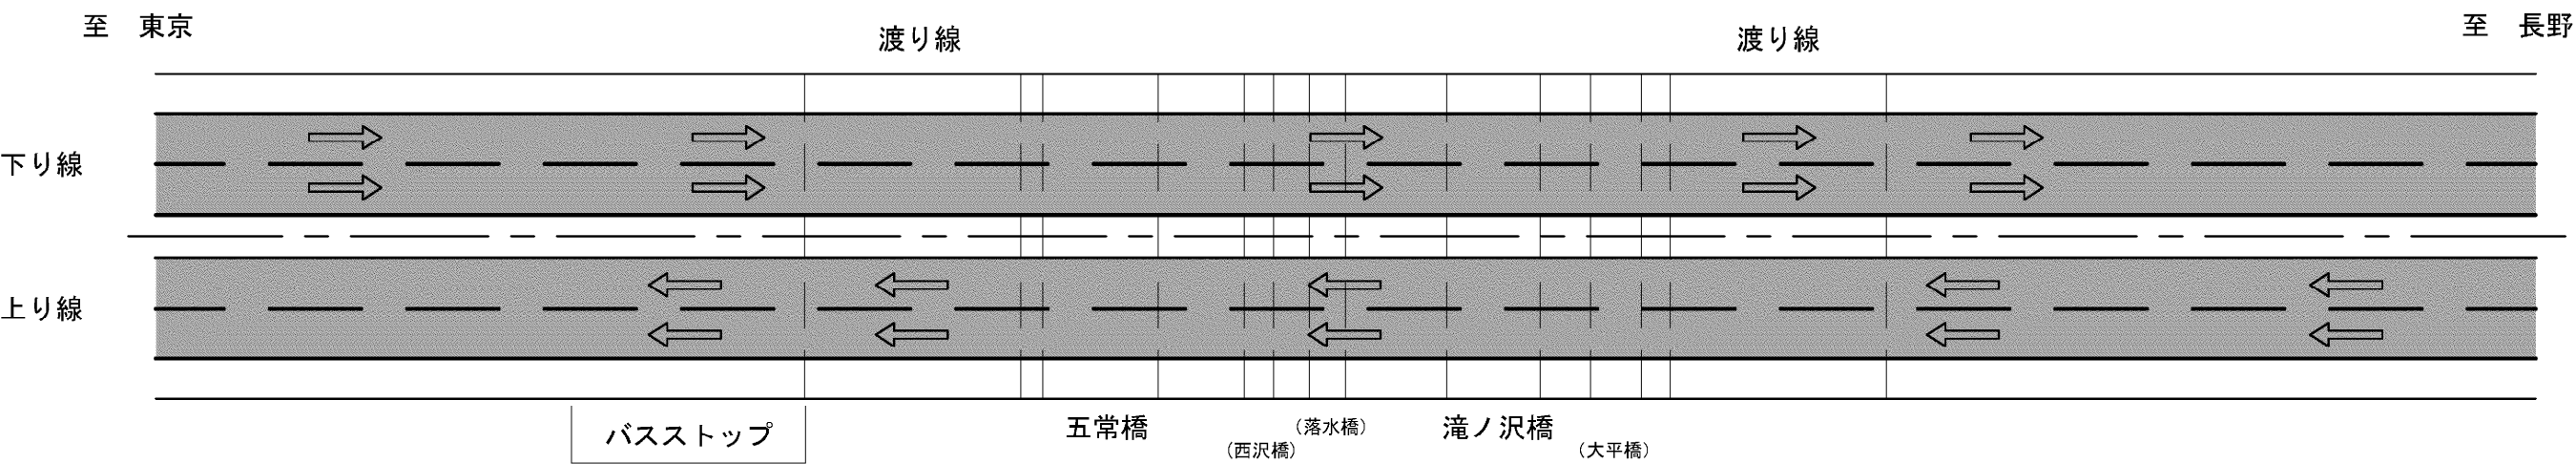 至　東京
渡り線
渡り線
至　長野
下り線
上り線
バスストップ
五常橋
（西沢橋）
（落水橋）
滝ノ沢橋
（大平橋）